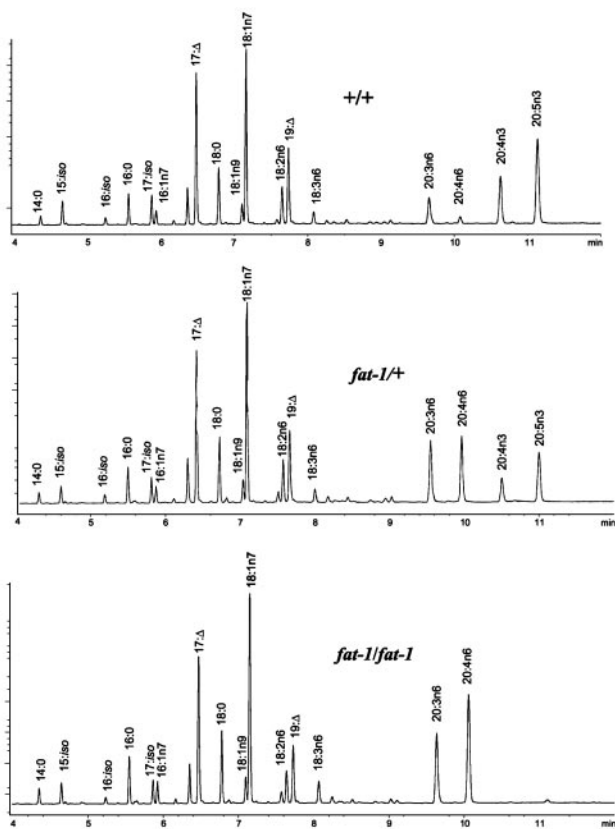 +/+
14:0
15:iso
16:iso
16:0
17:iso
16:1n7
17:Δ
18:0
18:1n9
18:1n7
18:2n6
19:Δ
18:3n6
20:3n6
20:4n6
20:4n3
20:5n3
4 5 6 7 8 9 10 11 min
fat-1/+
14:0
15:iso
16:iso
16:0
17:iso
16:1n7
17:Δ
18:0
18:1n9
18:1n7
18:2n6
19:Δ
18:3n6
20:3n6
20:4n6
20:4n3
20:5n3
4 5 6 7 8 9 10 11 min
fat-1/fat-1
14:0
15:iso
16:iso
16:0
17:iso
16:1n7
17:Δ
18:0
18:1n9
18:1n7
18:2n6
19:Δ
18:3n6
20:3n6
20:4n6
4 5 6 7 8 9 10 11 min